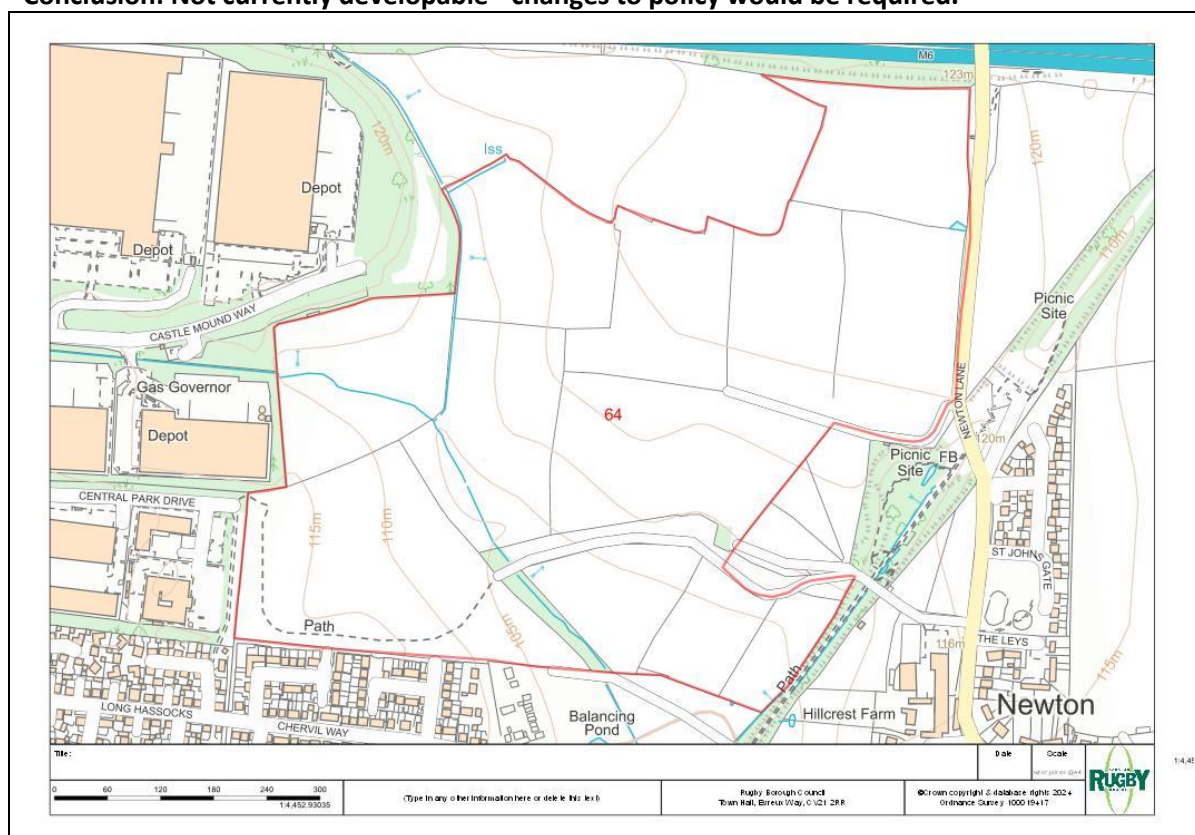 Conclusion: Not currently developable - changes to policy would be required.
M6
123m
120m
Iss
120m
Depot
Depot
110m
Picnic
Site
CASTLE MOUND WAY
Gas Governor
NEWTON LANE
64
Depot
120m
Picnic
Site
FB
CENTRAL PARK DRIVE
115m
110m
ST JOHNS GATE
Path
105m
THE LEYS
116m
115m
Path
LONG HASSOCKS
CHERVIL WAY
Balancing
Pond
Hillcrest Farm
Newton
Title:
Date
Scale
1:4,45
0 60 120 180 240 300
1:4,452.93035
(Type in any other information here or delete this text)
Rugby Borough Council
Town Hall, Evreux Way, CV21 2RR
©Crown copyright & database rights 2024
Ordnance Survey 100019417
RUGBY